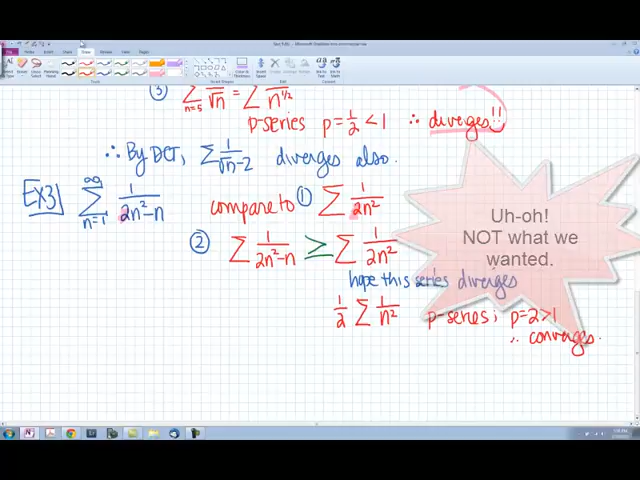 ③ ∑ n=5 1/√n = ∑ 1/n^1/2
p-series p=1/2 < 1 ∴ diverges!!
∴ By DCT, ∑ 1/√n-2 diverges also.
Ex3 ∞ ∑ n=1 1/2n²-n compare to ① ∑ 1/2n²
② ∑ 1/2n²-n ≥ ∑ 1/2n²
hope this series diverges
1/2 ∑ 1/n² p-series; p=2>1
∴ converges.
Uh-oh!
NOT what we
wanted.